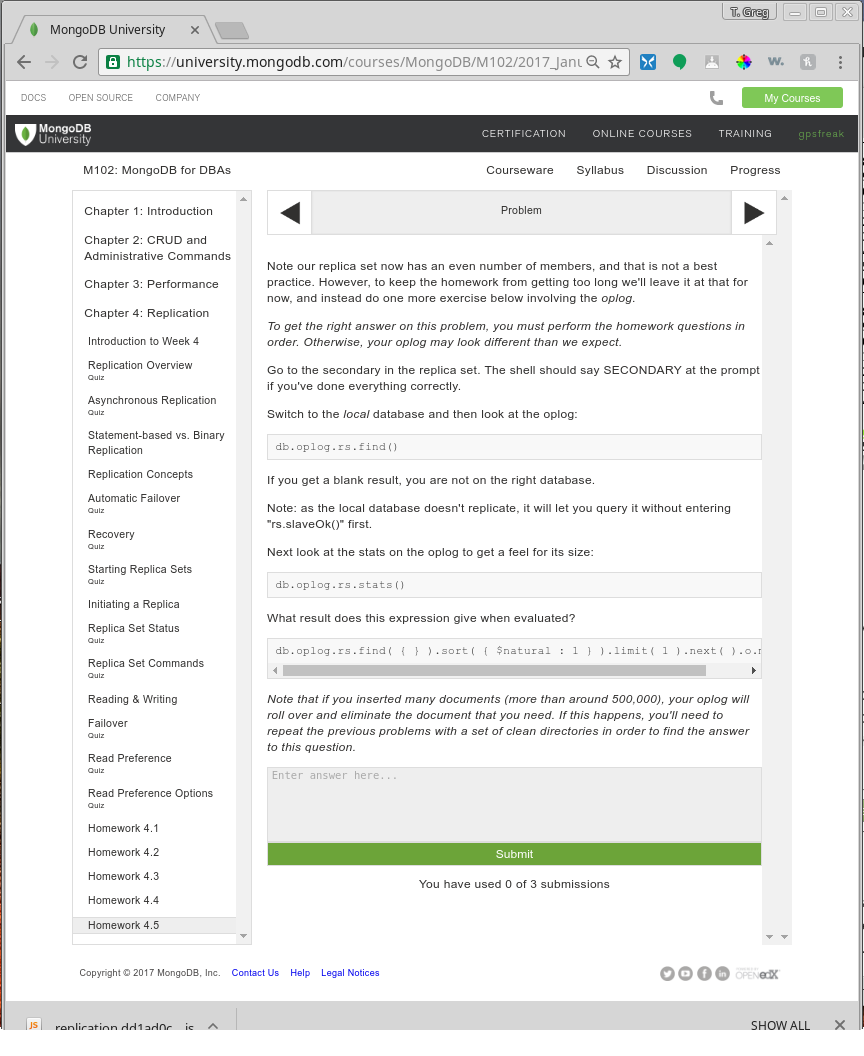 T. Greg
MongoDB University
https://university.mongodb.com/courses/MongoDB/M102/2017_Janu
DOCS OPEN SOURCE COMPANY
My Courses
MongoDB
University
CERTIFICATION ONLINE COURSES TRAINING gpsfreak
M102: MongoDB for DBAs
Courseware Syllabus Discussion Progress
Chapter 1: Introduction
Chapter 2: CRUD and
Administrative Commands
Chapter 3: Performance
Chapter 4: Replication
Introduction to Week 4
Replication Overview
Quiz
Asynchronous Replication
Quiz
Statement-based vs. Binary
Replication
Replication Concepts
Automatic Failover
Quiz
Recovery
Quiz
Starting Replica Sets
Quiz
Initiating a Replica
Replica Set Status
Quiz
Replica Set Commands
Quiz
Reading & Writing
Failover
Quiz
Read Preference
Quiz
Read Preference Options
Quiz
Homework 4.1
Homework 4.2
Homework 4.3
Homework 4.4
Homework 4.5
Problem
Note our replica set now has an even number of members, and that is not a best
practice. However, to keep the homework from getting too long we'll leave it at that for
now, and instead do one more exercise below involving the oplog.
To get the right answer on this problem, you must perform the homework questions in
order. Otherwise, your oplog may look different than we expect.
Go to the secondary in the replica set. The shell should say SECONDARY at the prompt
if you've done everything correctly.
Switch to the local database and then look at the oplog:
db.oplog.rs.find()
If you get a blank result, you are not on the right database.
Note: as the local database doesn't replicate, it will let you query it without entering
"rs.slaveOk()" first.
Next look at the stats on the oplog to get a feel for its size:
db.oplog.rs.stats()
What result does this expression give when evaluated?
db.oplog.rs.find( { } ).sort( { $natural : 1 } ).limit( 1 ).next( ).o.
Note that if you inserted many documents (more than around 500,000), your oplog will
roll over and eliminate the document that you need. If this happens, you'll need to
repeat the previous problems with a set of clean directories in order to find the answer
to this question.
Enter answer here...
Submit
You have used 0 of 3 submissions
Copyright © 2017 MongoDB, Inc. Contact Us Help Legal Notices
OPENedX
JS replication.dd1ad0c....js
SHOW ALL